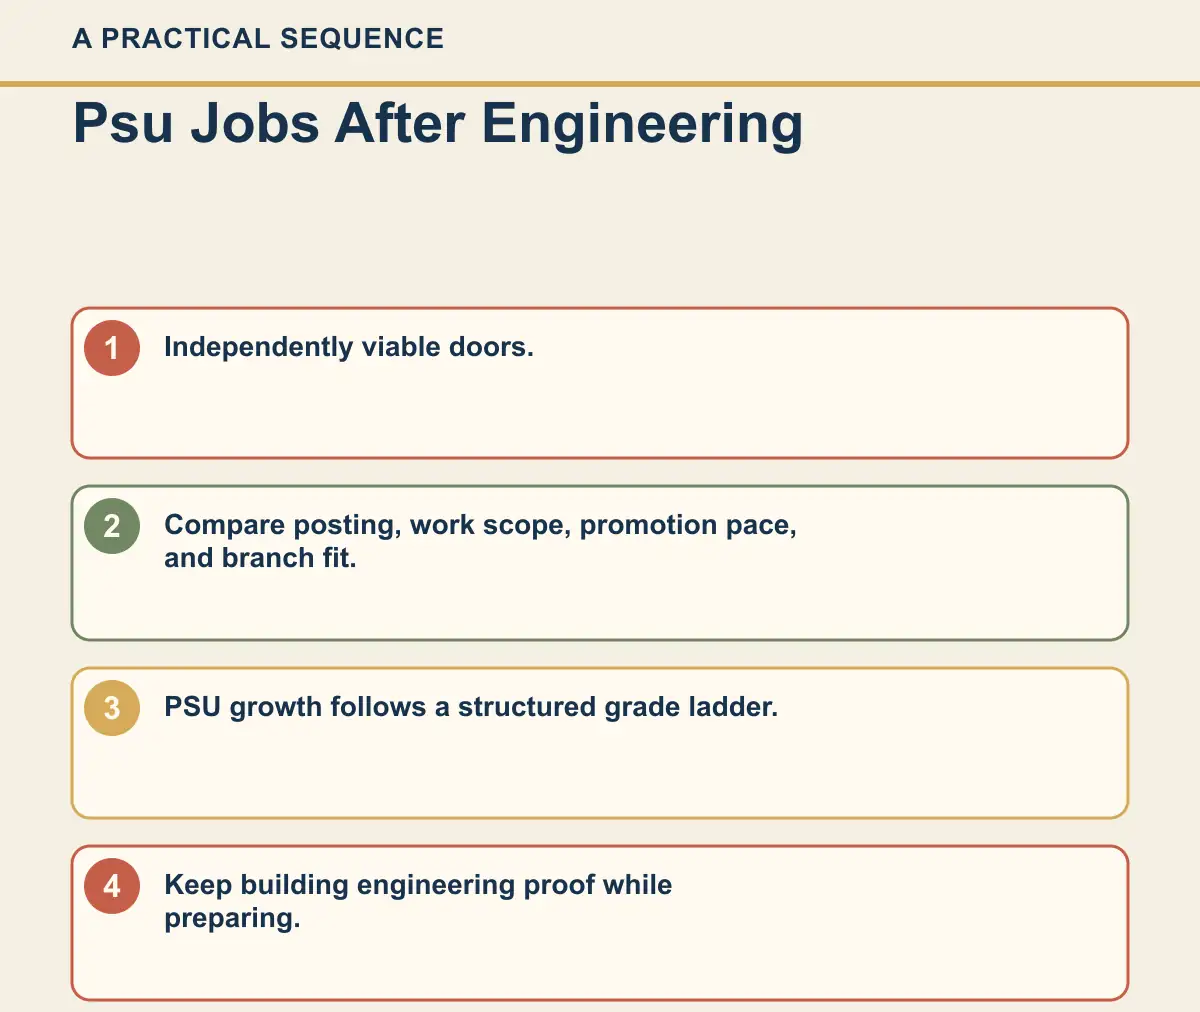 A PRACTICAL SEQUENCE
Psu Jobs After Engineering
1
Independently viable doors.
2
Compare posting, work scope, promotion pace,
and branch fit.
3
PSU growth follows a structured grade ladder.
4
Keep building engineering proof while
preparing.